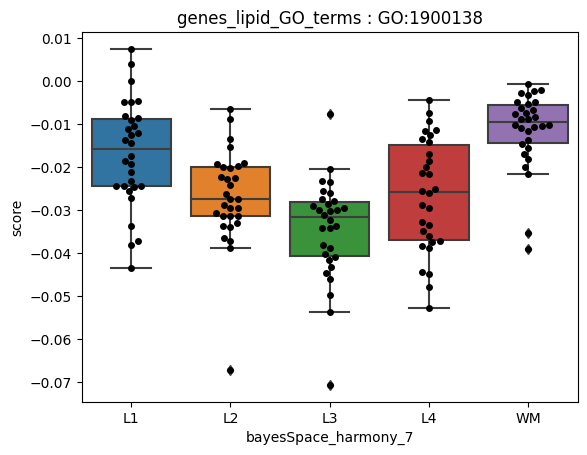 genes_lipid_GO_terms : GO:1900138
0.01
0.00
−0.01
−0.02
−0.03
−0.04
−0.05
−0.06
−0.07
score
L1 L2 L3 L4 WM
bayesSpace_harmony_7